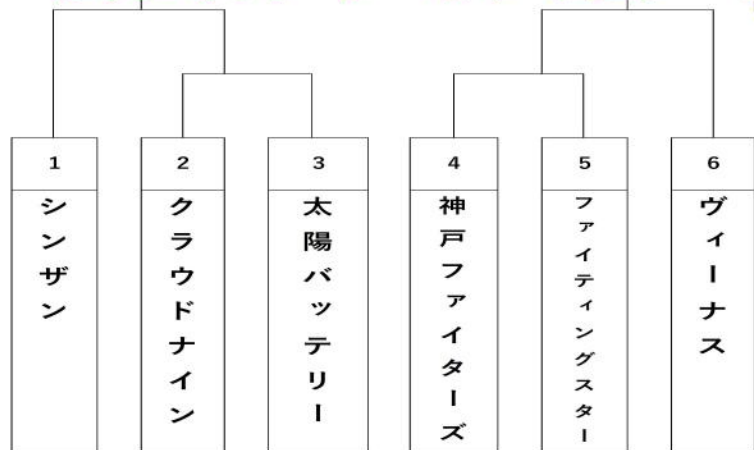 1
シンザン
2
クラウドナイン
3
太陽バッテリー
4
神戸ファイターズ
5
ファイティングスター
6
ヴィーナス